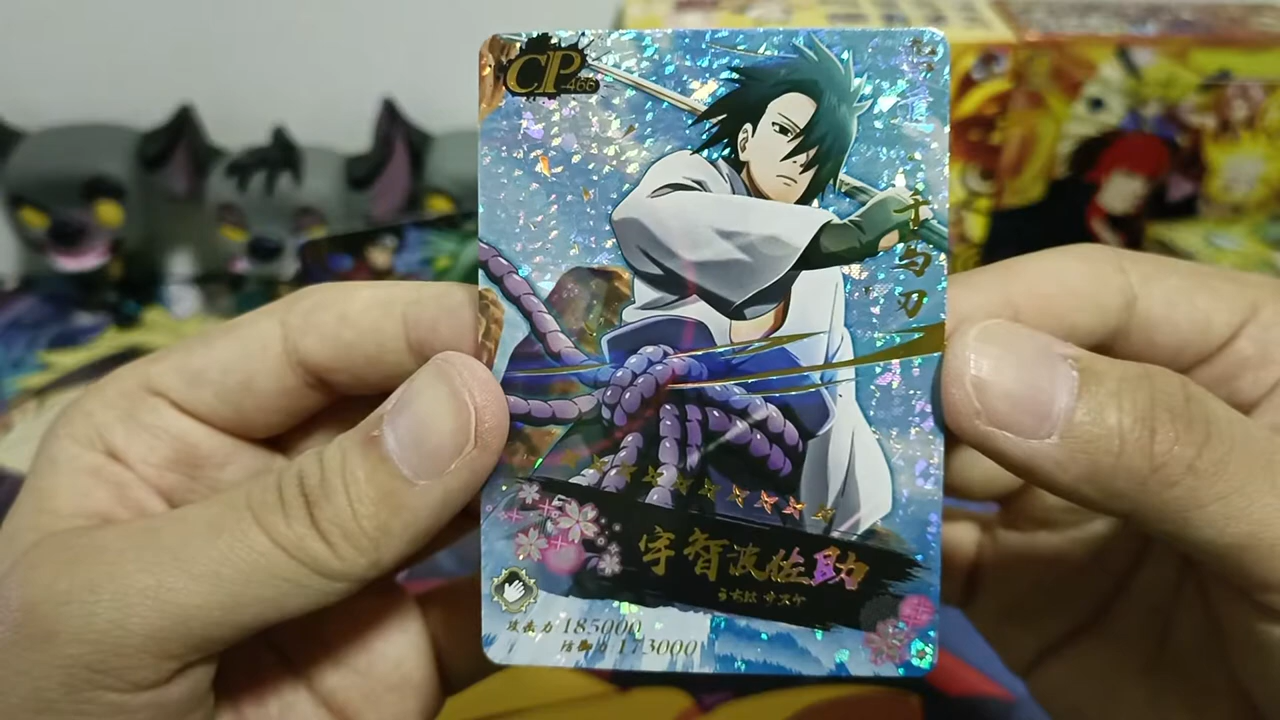 CP-466
千鸟刃
宇智波佐助
うちは サスケ
攻击力 185000
防御力 173000